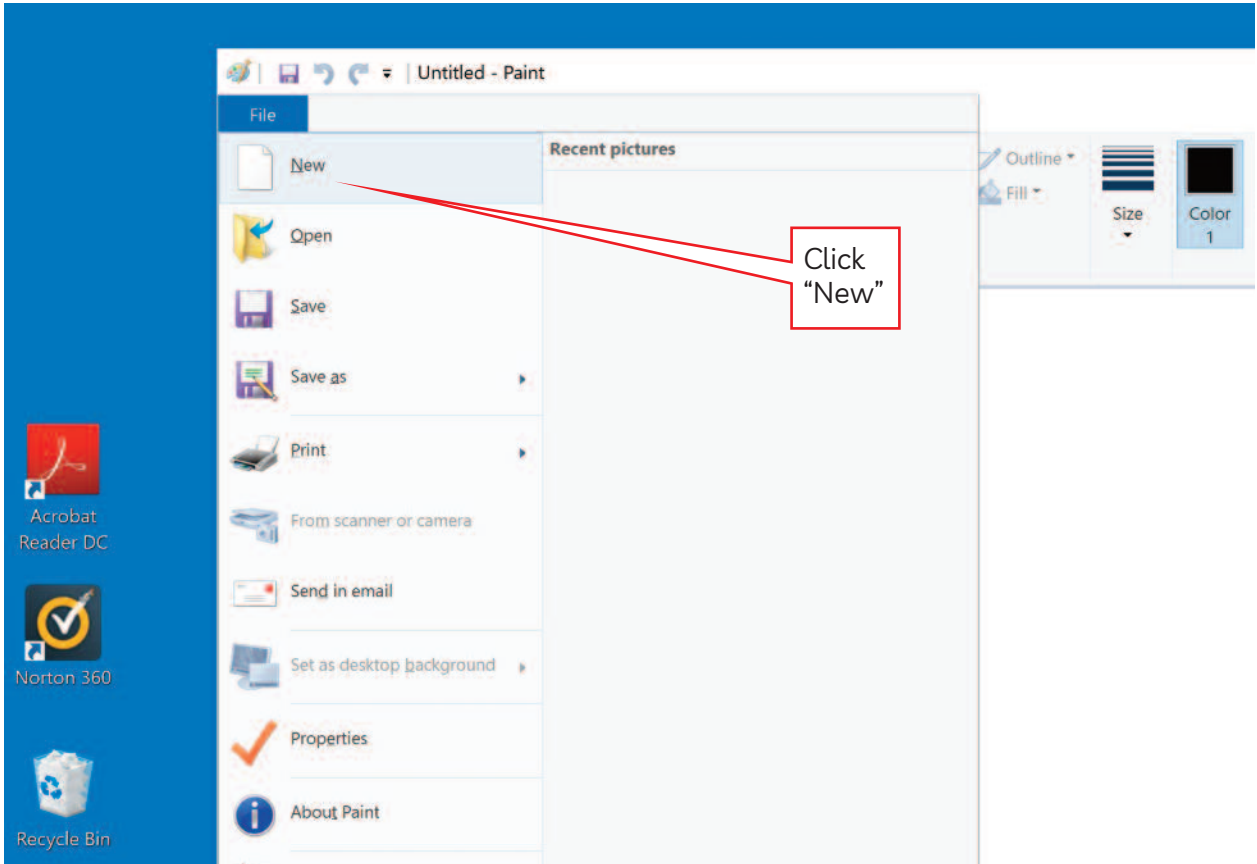 Untitled - Paint
File
New
Recent pictures
Open
Save
Save as
Print
From scanner or camera
Send in email
Set as desktop background
Properties
About Paint
Click
“New”
Outline
Fill
Size
Color
1
Acrobat
Reader DC
Norton 360
Recycle Bin